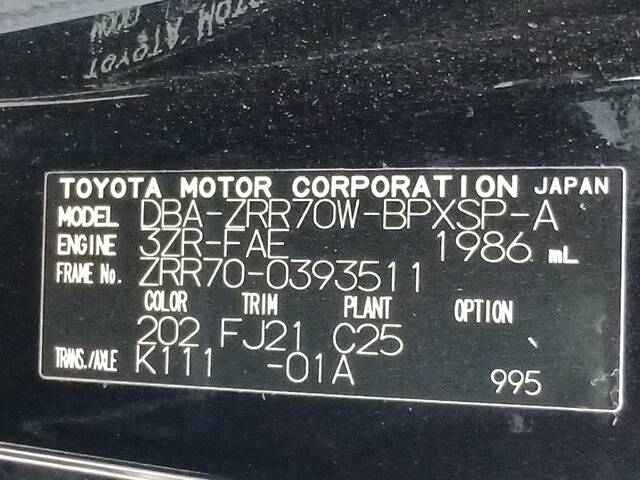 TOYOTA MOTOR CORPORATION JAPAN
MODEL DBA-ZRR70W-BPXSP-A
ENGINE 3ZR-FAE 1986 mL
FRAME No. ZRR70-0393511
COLOR TRIM PLANT OPTION
202 FJ21 C25
TRANS./AXLE K111 -01A 995